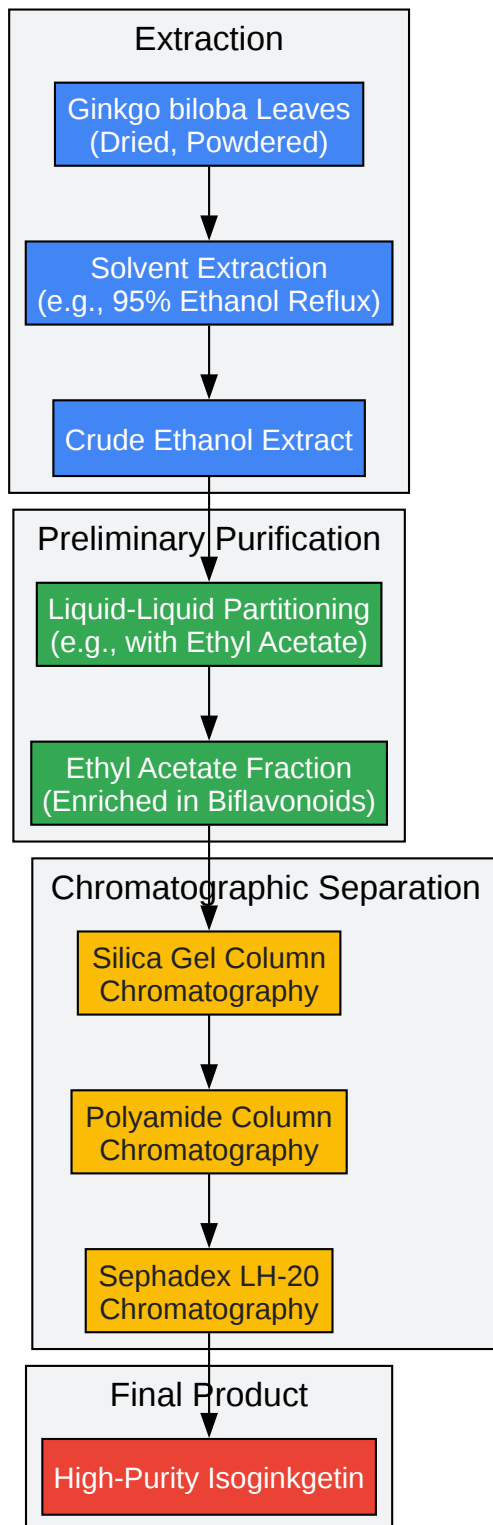 Extraction
Ginkgo biloba Leaves
(Dried, Powdered)
Solvent Extraction
(e.g., 95% Ethanol Reflux)
Crude Ethanol Extract
Preliminary Purification
Liquid-Liquid Partitioning
(e.g., with Ethyl Acetate)
Ethyl Acetate Fraction
(Enriched in Biflavonoids)
Chromatographic Separation
Silica Gel Column
Chromatography
Polyamide Column
Chromatography
Sephadex LH-20
Chromatography
Final Product
High-Purity Isoginkgetin